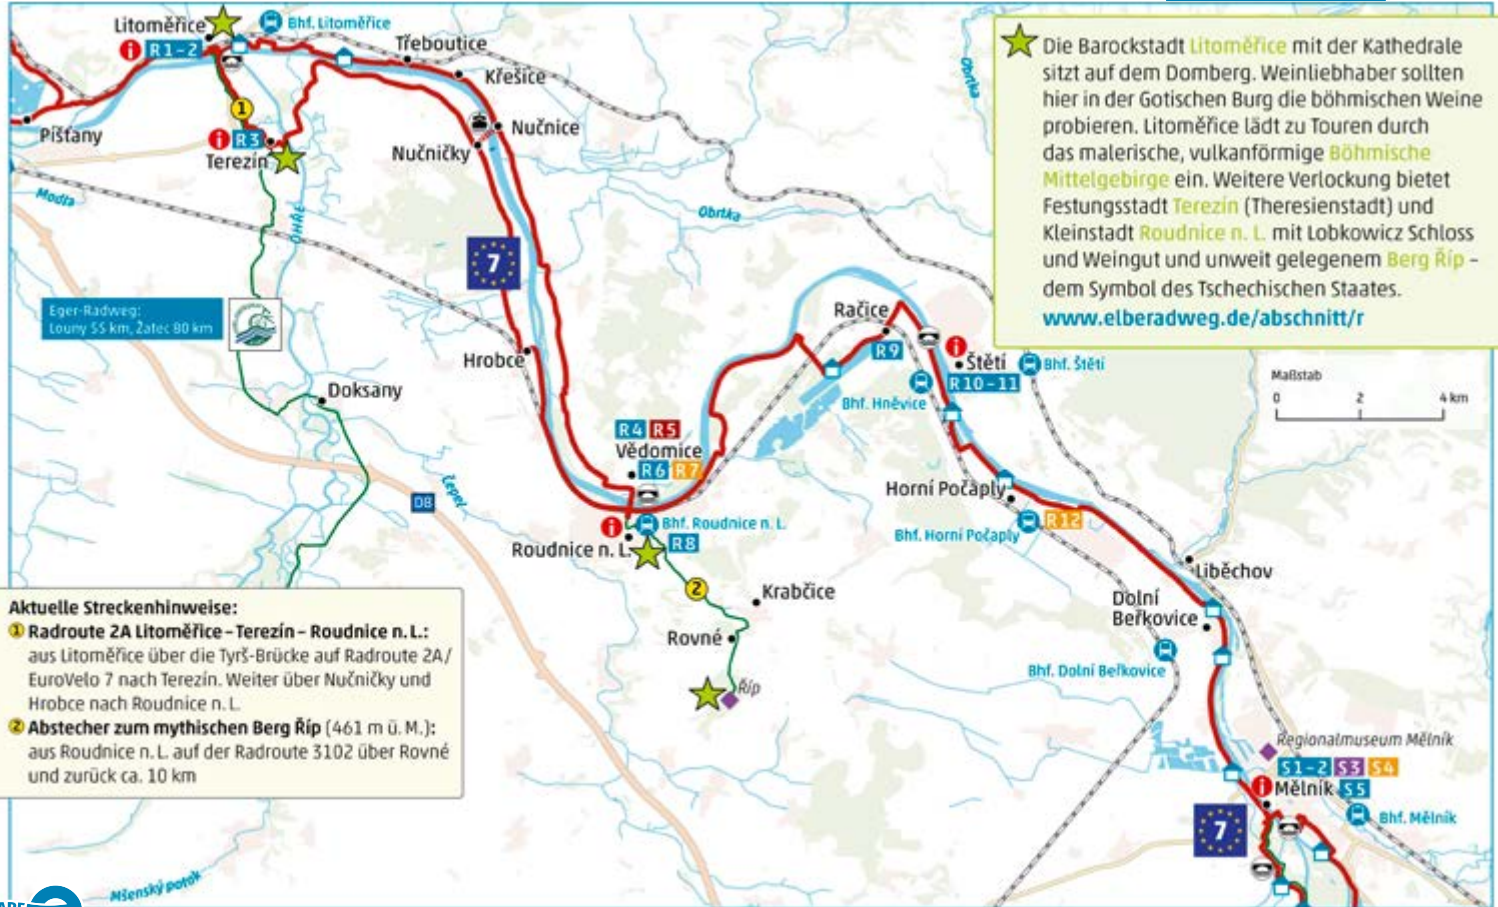 Litoměřice
Bhf. Litoměřice
R1-2
Třeboutice
Křešice
Píšťany
1
R3
Terezín
Nučnice
Nučničky
Modla
OHŘE
Obrtka
Obrtka
7
Die Barockstadt Litoměřice mit der Kathedrale
sitzt auf dem Domberg. Weinliebhaber sollten
hier in der Gotischen Burg die böhmischen Weine
probieren. Litoměřice lädt zu Touren durch
das malerische, vulkanförmige Böhmische
Mittelgebirge ein. Weitere Verlockung bietet
Festungsstadt Terezín (Theresienstadt) und
Kleinstadt Roudnice n. L. mit Lobkowicz Schloss
und Weingut und unweit gelegenem Berg Říp –
dem Symbol des Tschechischen Staates.
www.elberadweg.de/abschnitt/r
Eger-Radweg:
Louny 55 km, Žatec 80 km
Hrobce
Račice
R9
Štětí
R10-11
Bhf. Štětí
Bhf. Hněvice
Maßstab
0 2 4 km
Doksany
R4 R5
Vědomice
R6 R7
Čepel
D8
Horní Počaply
Bhf. Horní Počaply
R12
Bhf. Roudnice n. L.
R8
Roudnice n. L.
2
Krabčice
Rovné
Říp
Liběchov
Dolní
Beřkovice
Bhf. Dolní Beřkovice
Aktuelle Streckenhinweise:
1 Radroute 2A Litoměřice – Terezín – Roudnice n. L.:
aus Litoměřice über die Tyrš-Brücke auf Radroute 2A/
EuroVelo 7 nach Terezín. Weiter über Nučničky und
Hrobce nach Roudnice n. L.
2 Abstecher zum mythischen Berg Říp (461 m ü. M.):
aus Roudnice n. L. auf der Radroute 3102 über Rovné
und zurück ca. 10 km
Regionalmuseum Mělník
S1-2 S3 S4
Mělník S5
7
Bhf. Mělník
Mšenský potok